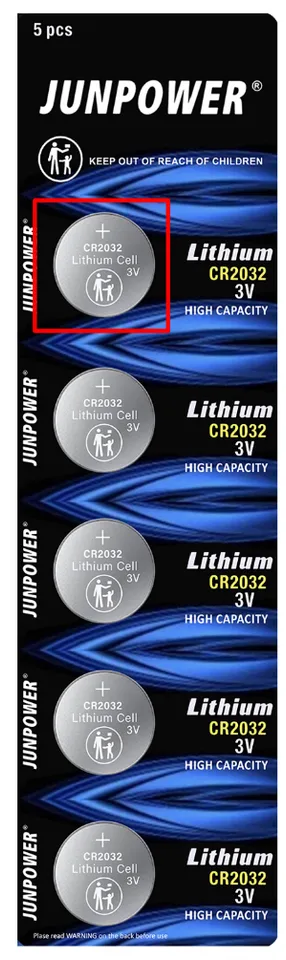 5 pcs
JUNPOWER®
KEEP OUT OF REACH OF CHILDREN
JUNPOWER®
+
CR2032
Lithium Cell
3V
Lithium
CR2032
3V
HIGH CAPACITY
JUNPOWER®
+
CR2032
Lithium Cell
3V
Lithium
CR2032
3V
HIGH CAPACITY
JUNPOWER®
+
CR2032
Lithium Cell
3V
Lithium
CR2032
3V
HIGH CAPACITY
JUNPOWER®
+
CR2032
Lithium Cell
3V
Lithium
CR2032
3V
HIGH CAPACITY
JUNPOWER®
+
CR2032
Lithium Cell
3V
Lithium
CR2032
3V
HIGH CAPACITY
Plase read WARNING on the back before use